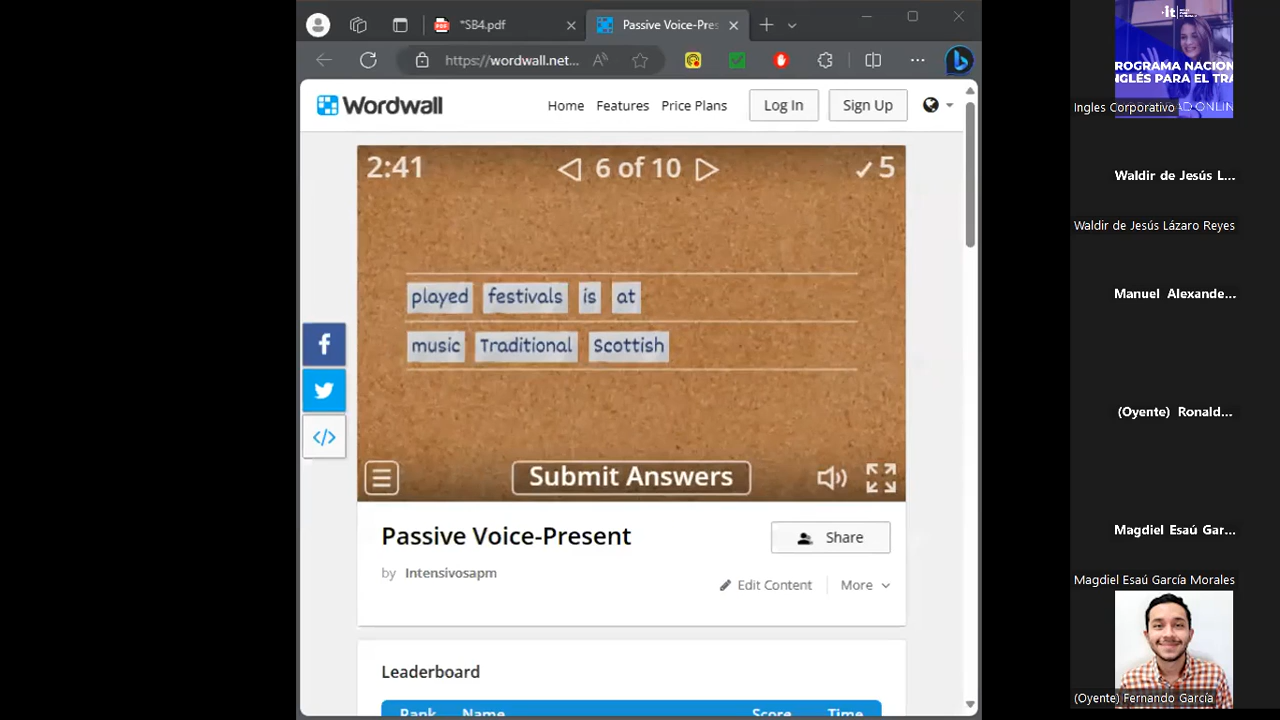 *SB4.pdf
Passive Voice-Pres
https://wordwall.net...
Wordwall
Home Features Price Plans Log In Sign Up
2:41
6 of 10
✓ 5
played festivals is at
music Traditional Scottish
Submit Answers
Passive Voice-Present
Share
by Intensivosapm
Edit Content
More
Leaderboard
Rank Name Score Time
it
ROGRAMA NACION
NGLÉS PARA EL TRA
AD ONLIN
Ingles Corporativo
Waldir de Jesús L...
Waldir de Jesús Lázaro Reyes
Manuel Alexande...
(Oyente) Ronald...
Magdiel Esaú Gar...
Magdiel Esaú García Morales
(Oyente) Fernando García